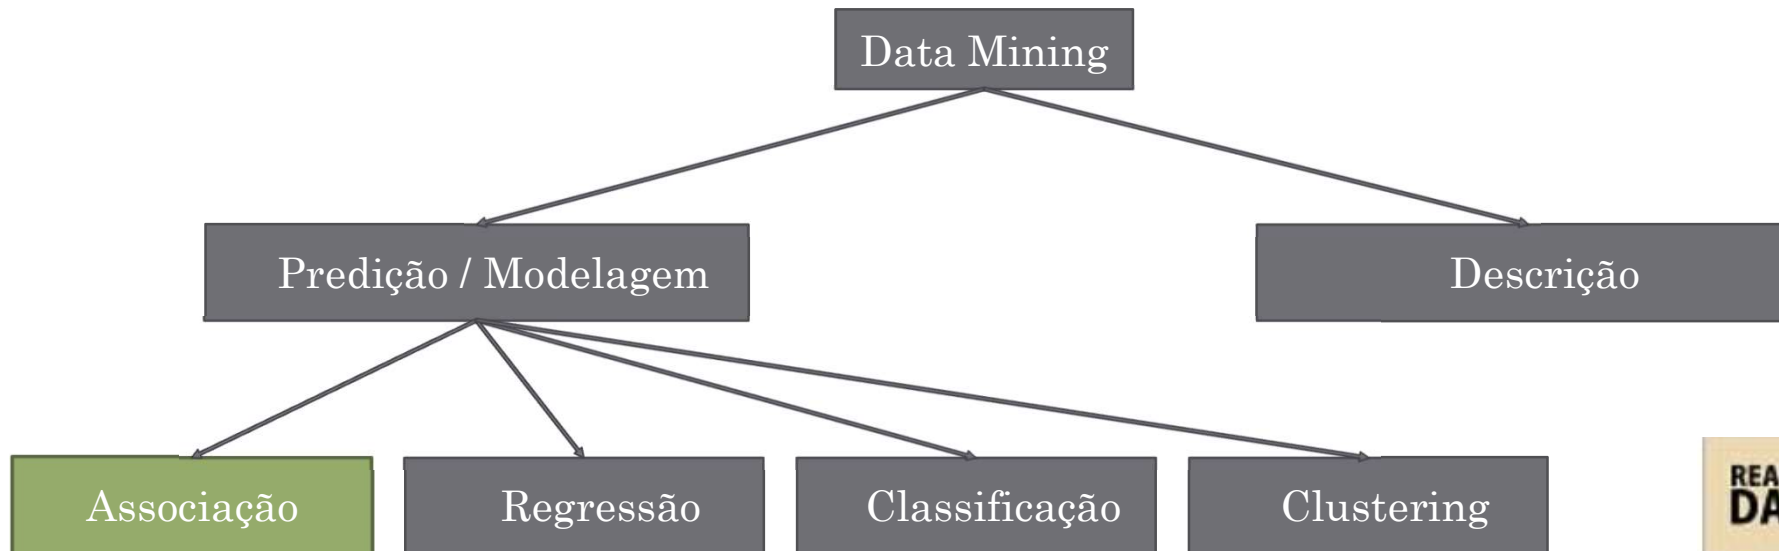 Data Mining
Predição / Modelagem
Descrição
Associação
Regressão
Classificação
Clustering